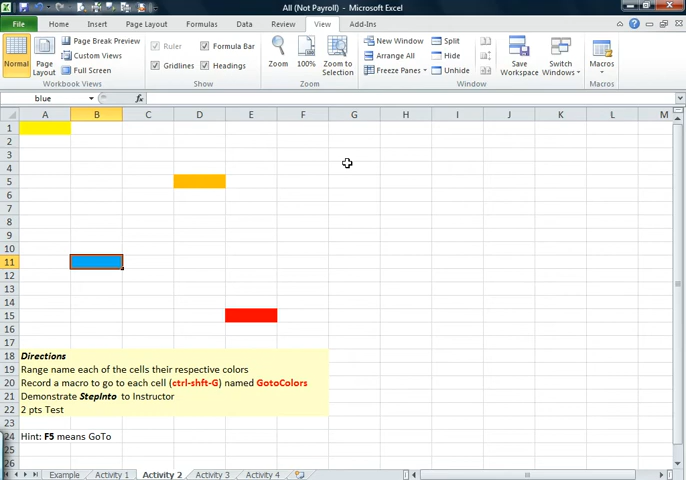 All (Not Payroll) - Microsoft Excel
File Home Insert Page Layout Formulas Data Review View Add-Ins
Normal
Page Layout
Page Break Preview
Custom Views
Full Screen
Workbook Views
Ruler
Formula Bar
Gridlines
Headings
Show
Zoom
100%
Zoom to Selection
Zoom
New Window
Arrange All
Freeze Panes
Split
Hide
Unhide
Save Workspace
Switch Windows
Window
Macros
Macros
blue
fx
A B C D E F G H I J K L M
1
2
3
4
5
6
7
8
9
10
11
12
13
14
15
16
17
18 Directions
19 Range name each of the cells their respective colors
20 Record a macro to go to each cell (ctrl-shft-G) named GotoColors
21 Demonstrate StepInto to Instructor
22 2 pts Test
24 Hint: F5 means GoTo
25
26
Example Activity 1 Activity 2 Activity 3 Activity 4